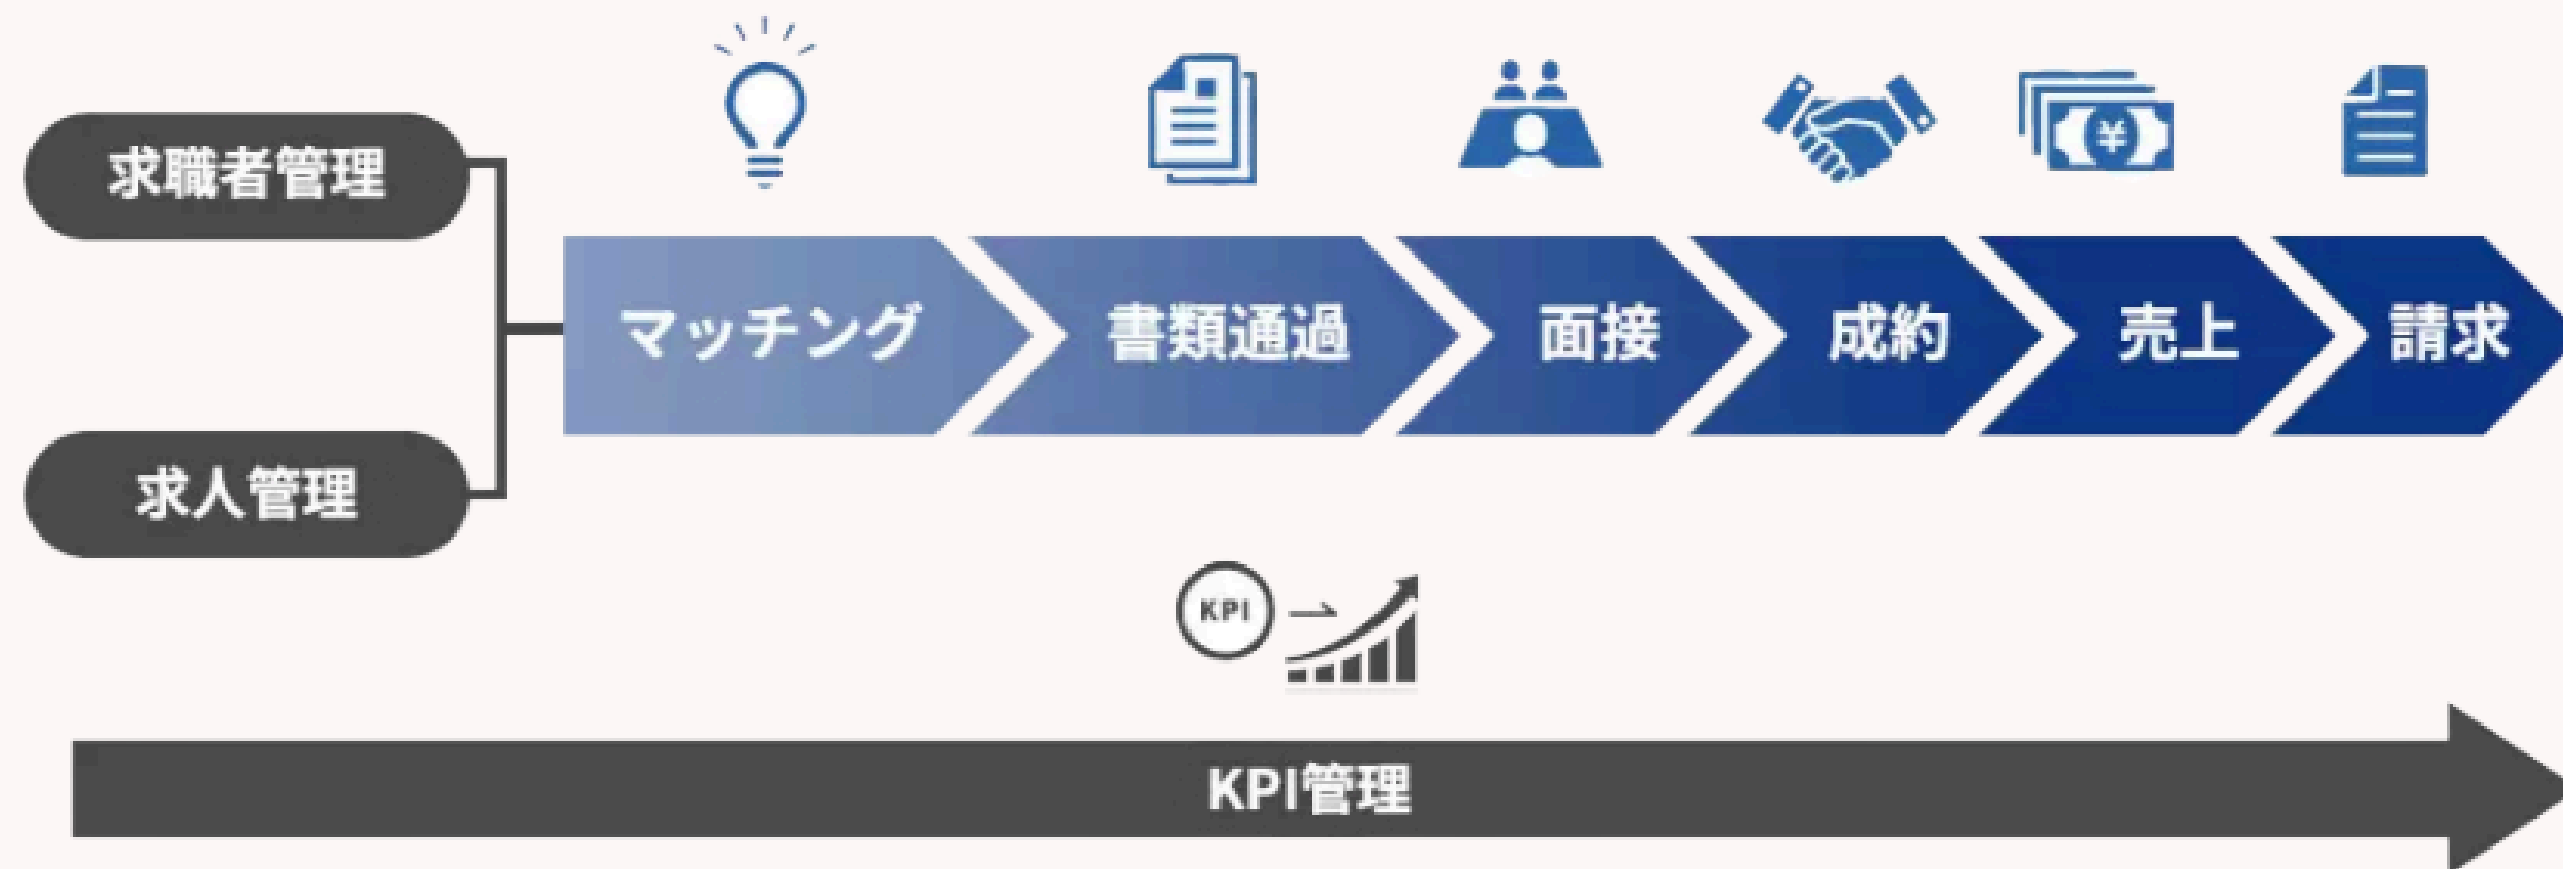 求職者管理
求人管理
マッチング
書類通過
面接
成約
売上
請求
¥
KPI
KPI管理